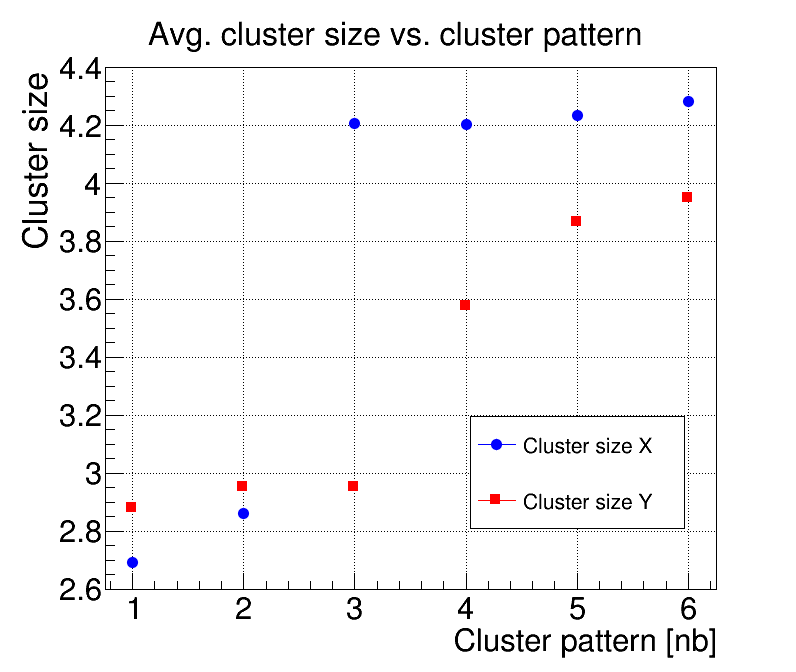 Avg. cluster size vs. cluster pattern
Cluster size
4.4
4.2
4
3.8
3.6
3.4
3.2
3
2.8
2.6
Cluster size X
Cluster size Y
1 2 3 4 5 6
Cluster pattern [nb]